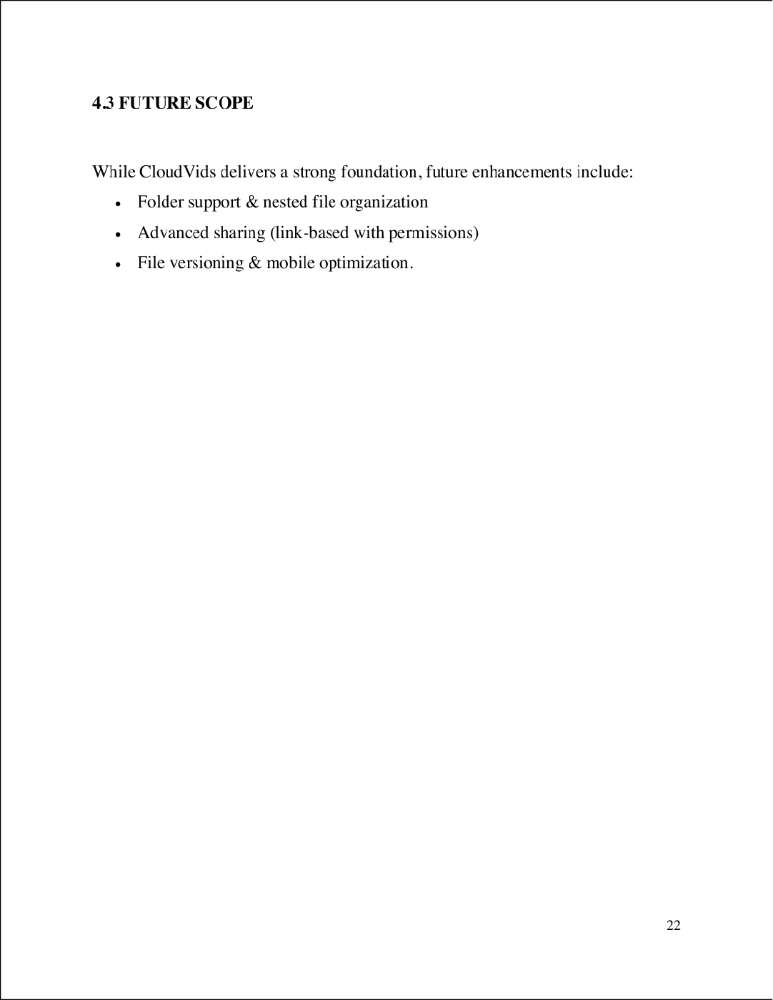 4.3 FUTURE SCOPE
While CloudVids delivers a strong foundation, future enhancements include:
• Folder support & nested file organization
• Advanced sharing (link-based with permissions)
• File versioning & mobile optimization.
22